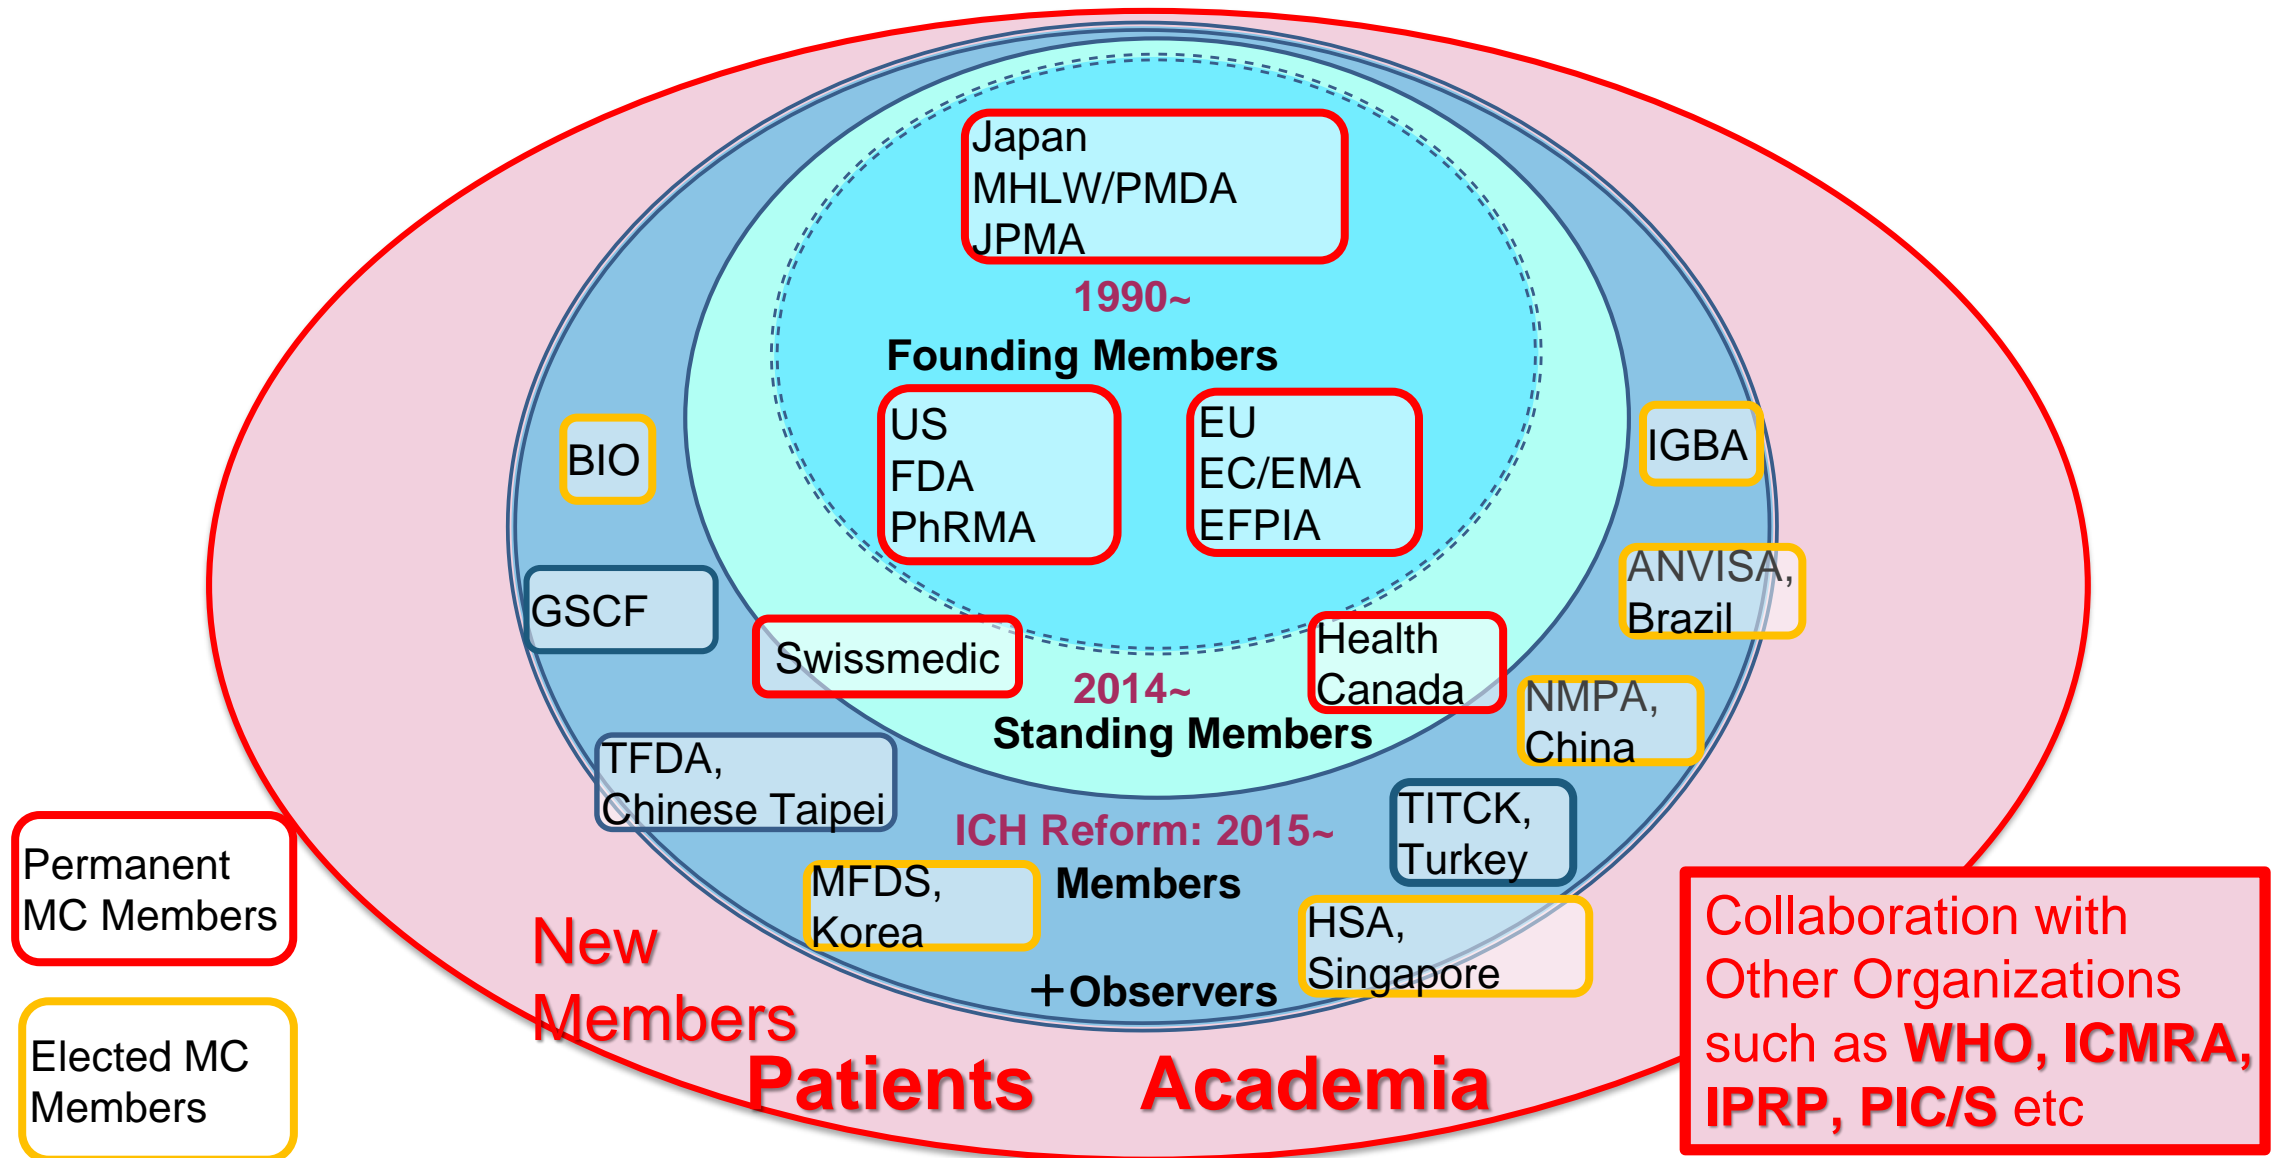 Japan
MHLW/PMDA
JPMA
1990~
Founding Members
US
FDA
PhRMA
EU
EC/EMA
EFPIA
BIO
IGBA
GSCF
ANVISA,
Brazil
Swissmedic
Health
Canada
2014~
Standing Members
NMPA,
China
TFDA,
Chinese Taipei
ICH Reform: 2015~
Members
TITCK,
Turkey
MFDS,
Korea
HSA,
Singapore
+Observers
New
Members
Patients Academia
Permanent
MC Members
Elected MC
Members
Collaboration with
Other Organizations
such as WHO, ICMRA,
IPRP, PIC/S etc